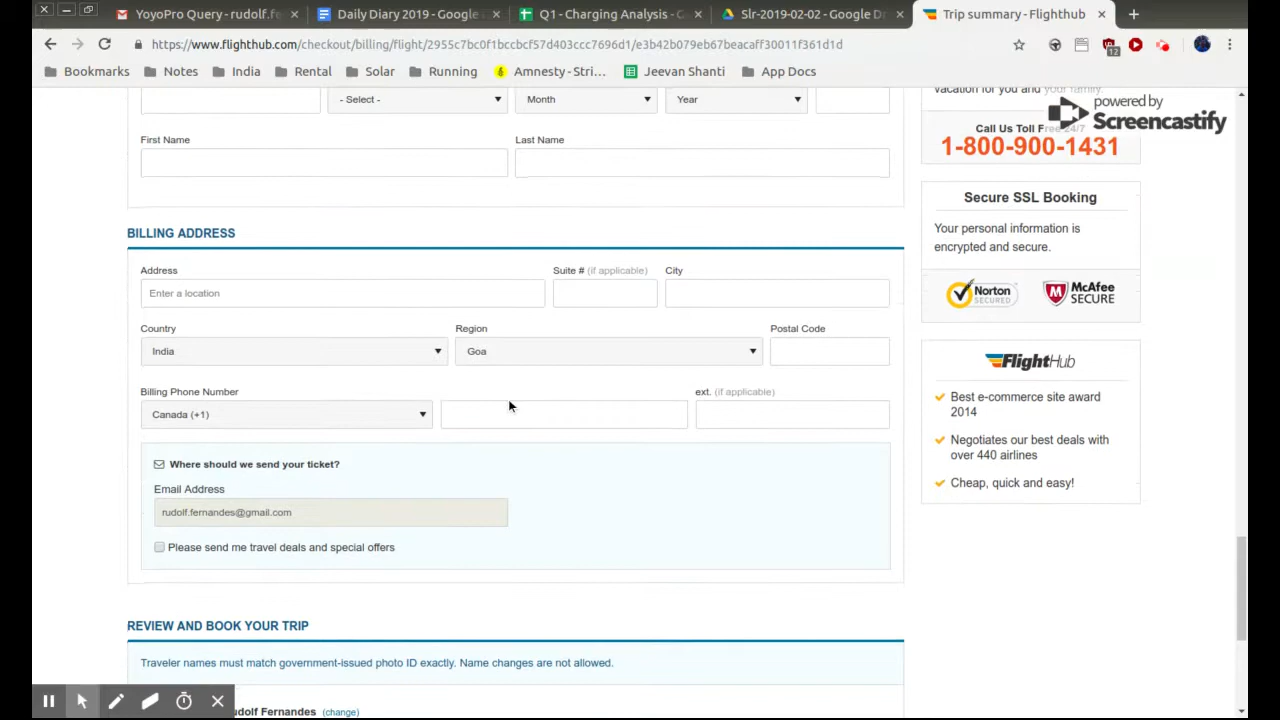 YoyoPro Query - rudolf.fe
Daily Diary 2019 - Google
Q1 - Charging Analysis - G
Slr-2019-02-02 - Google Dr
Trip summary - Flighthub
https://www.flighthub.com/checkout/billing/flight/2955c7bc0f1bccbcf57d403ccc7696d1/e3b42b079eb67beacaff30011f361d1d
12
Bookmarks Notes India Rental Solar Running Amnesty - Stri... Jeevan Shanti App Docs
- Select - Month Year
First Name Last Name
BILLING ADDRESS
Address Suite # (if applicable) City
Enter a location
Country Region Postal Code
India Goa
Billing Phone Number ext. (if applicable)
Canada (+1)
Where should we send your ticket?
Email Address
rudolf.fernandes@gmail.com
Please send me travel deals and special offers
REVIEW AND BOOK YOUR TRIP
Traveler names must match government-issued photo ID exactly. Name changes are not allowed.
udolf Fernandes (change)
vacation for you and your family.
powered by
Screencastify
Call Us Toll Free 24/7
1-800-900-1431
Secure SSL Booking
Your personal information is
encrypted and secure.
Norton
SECURED
McAfee
SECURE
FlightHub
Best e-commerce site award
2014
Negotiates our best deals with
over 440 airlines
Cheap, quick and easy!